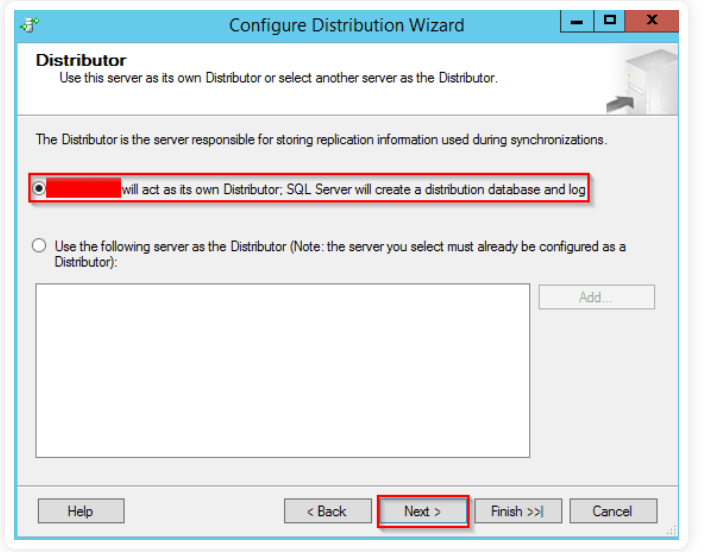 Configure Distribution Wizard
Distributor
Use this server as its own Distributor or select another server as the Distributor.
The Distributor is the server responsible for storing replication information used during synchronizations.
will act as its own Distributor; SQL Server will create a distribution database and log
Use the following server as the Distributor (Note: the server you select must already be configured as a
Distributor):
Add...
Help
< Back
Next >
Finish >>|
Cancel